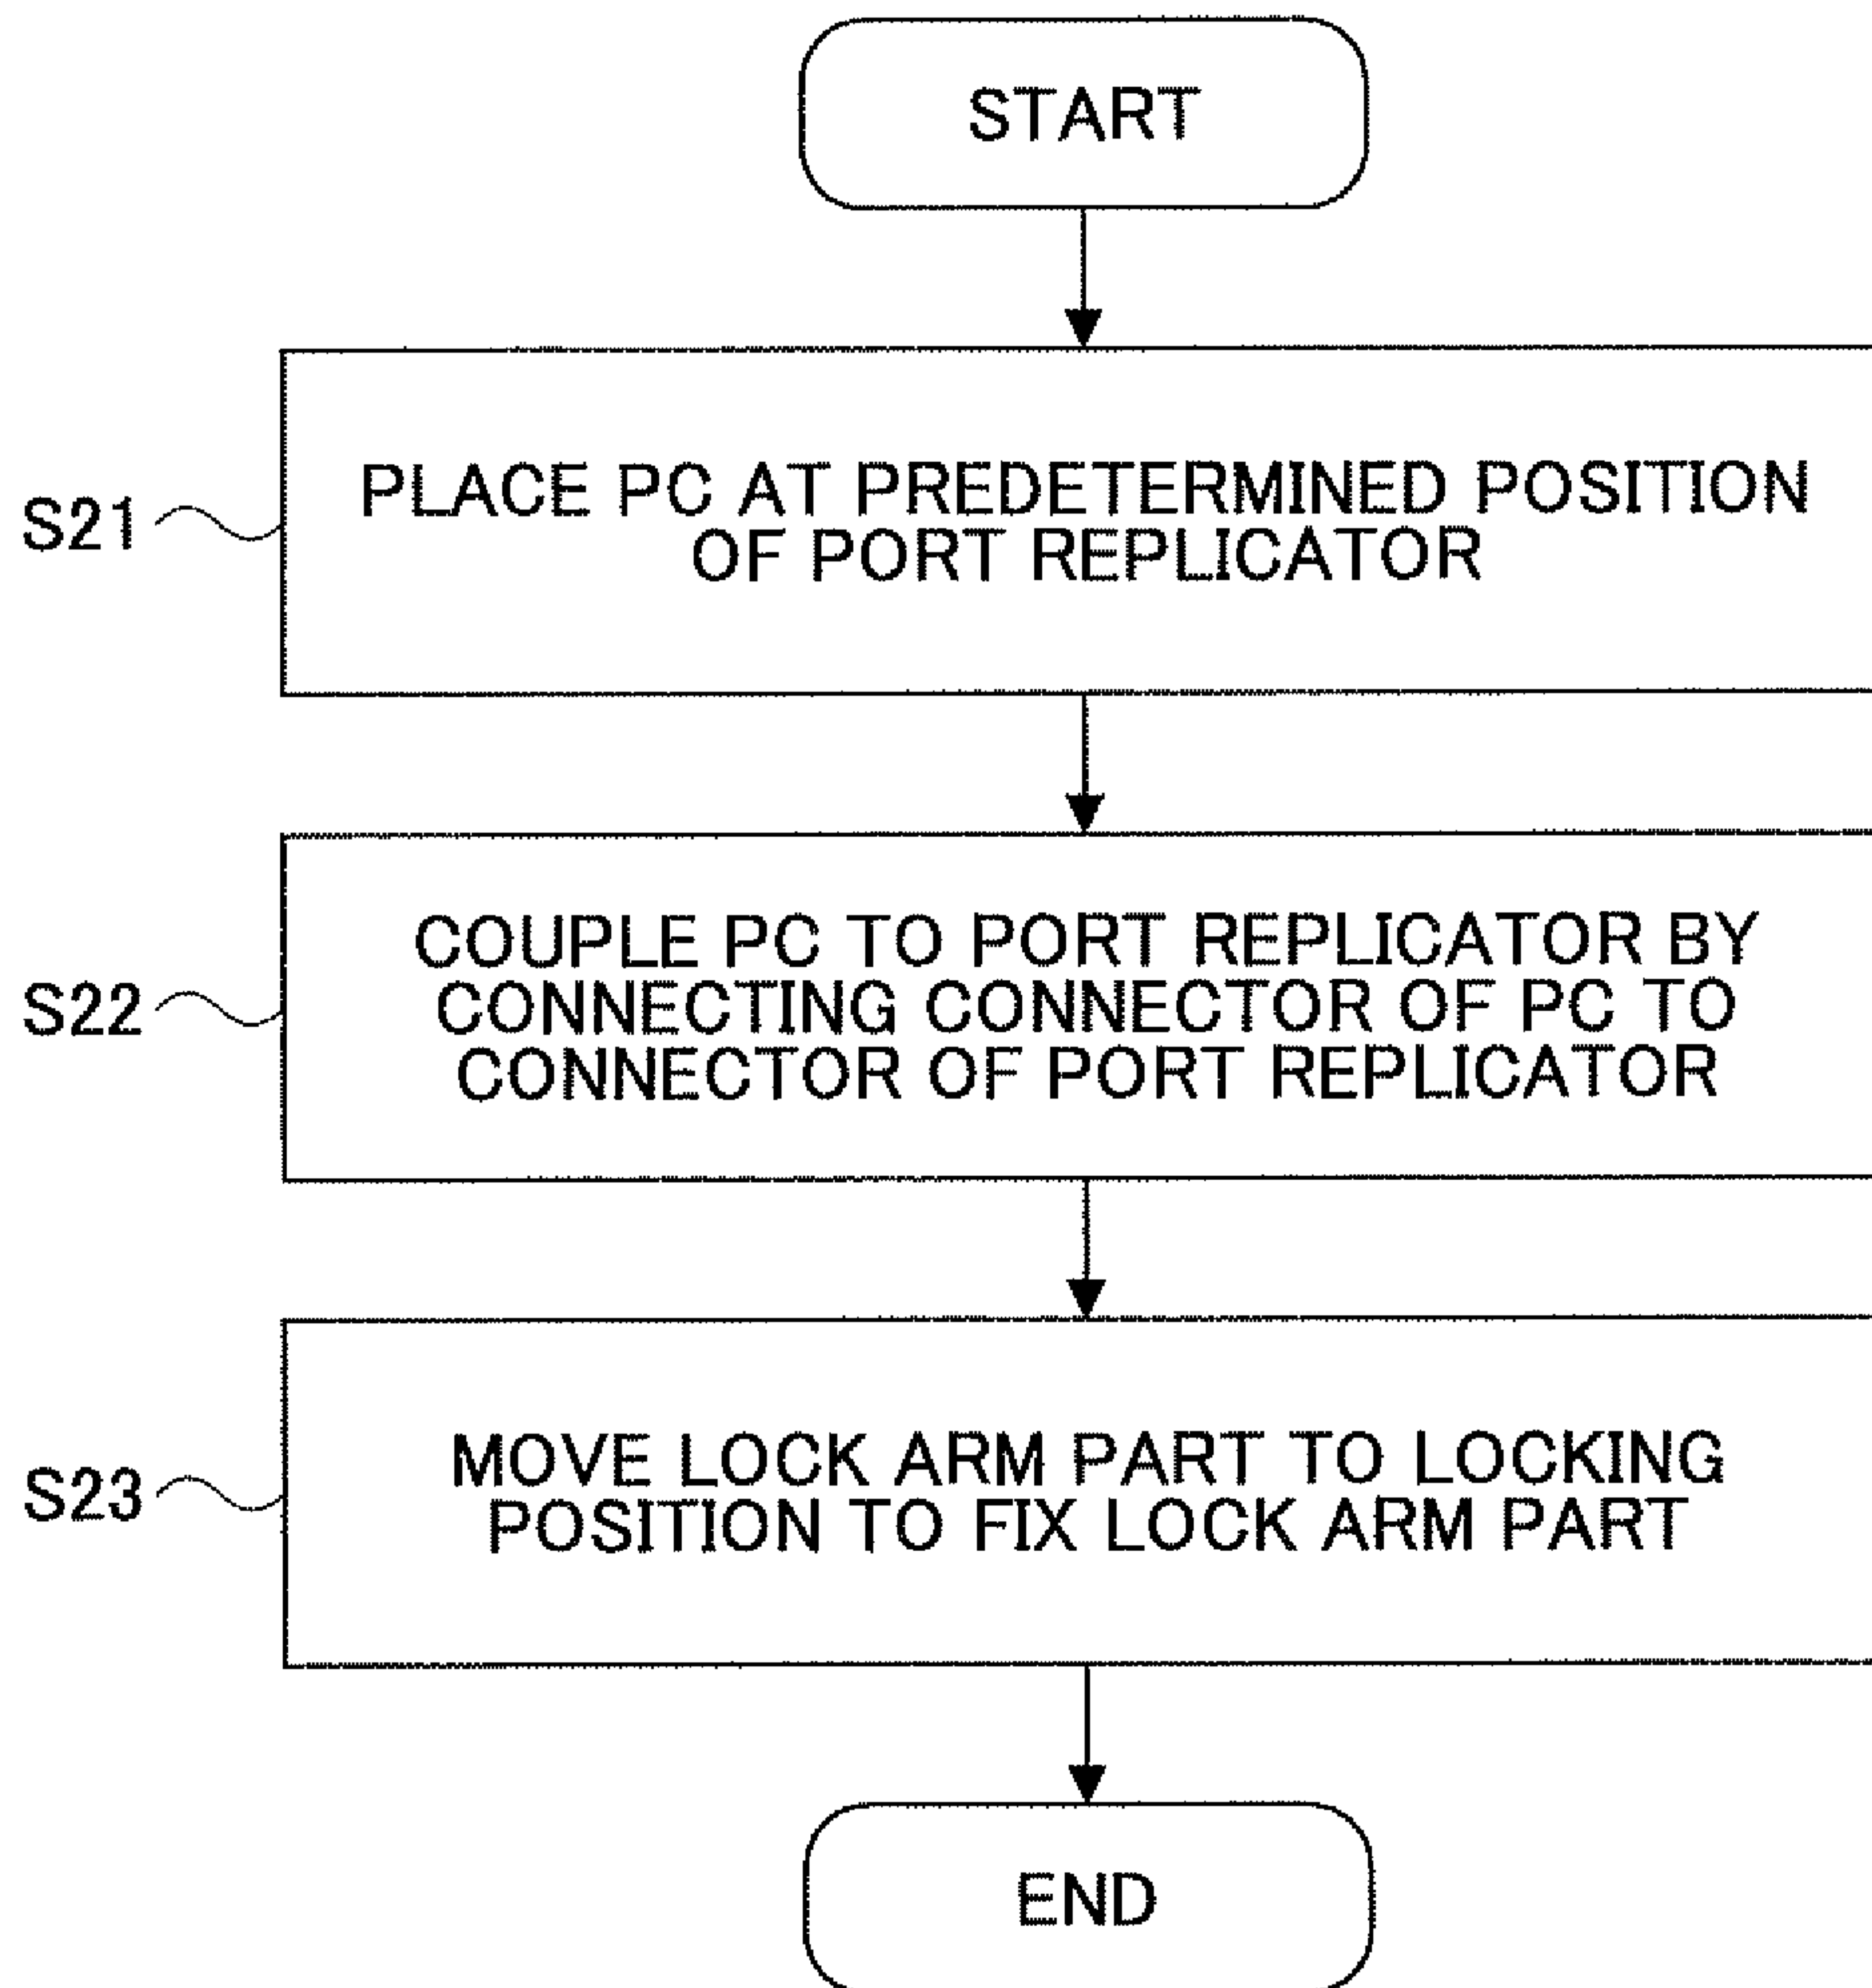 START
S21
PLACE PC AT PREDETERMINED POSITION
OF PORT REPLICATOR
S22
COUPLE PC TO PORT REPLICATOR BY
CONNECTING CONNECTOR OF PC TO
CONNECTOR OF PORT REPLICATOR
S23
MOVE LOCK ARM PART TO LOCKING
POSITION TO FIX LOCK ARM PART
END